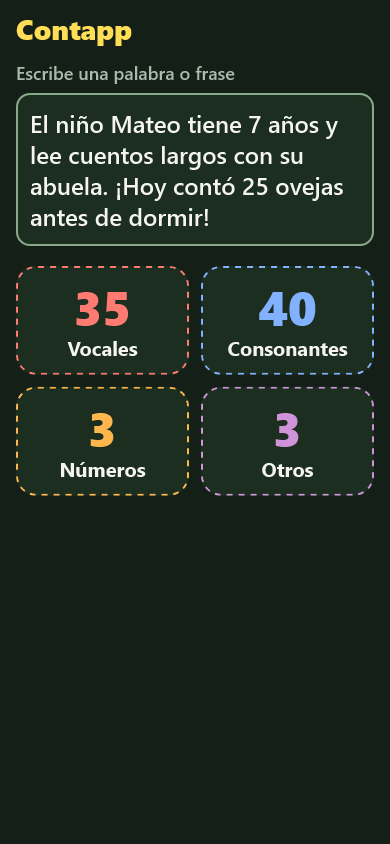 Contapp
Escribe una palabra o frase
El niño Mateo tiene 7 años y
lee cuentos largos con su
abuela. ¡Hoy contó 25 ovejas
antes de dormir!
35
Vocales
40
Consonantes
3
Números
3
Otros